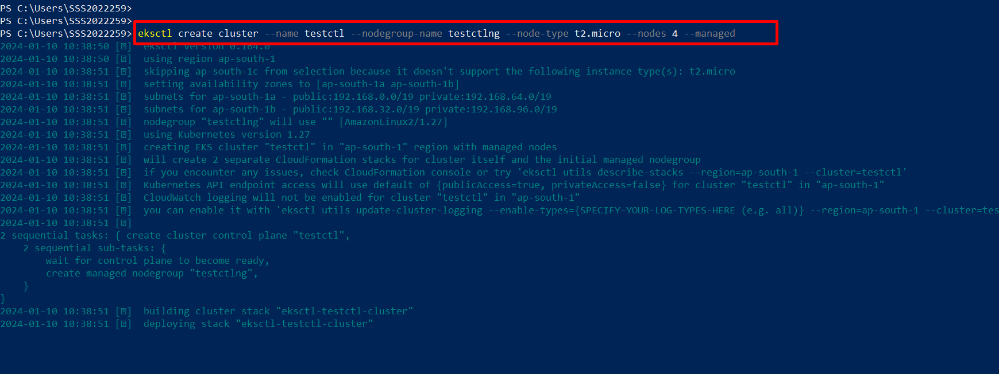 PS C:\Users\SSS2022259>
PS C:\Users\SSS2022259>
PS C:\Users\SSS2022259> eksctl create cluster --name testctl --nodegroup-name testctlng --node-type t2.micro --nodes 4 --managed
2024-01-10 10:38:50 [ℹ]  eksctl version 0.164.0
2024-01-10 10:38:50 [ℹ]  using region ap-south-1
2024-01-10 10:38:51 [ℹ]  skipping ap-south-1c from selection because it doesn't support the following instance type(s): t2.micro
2024-01-10 10:38:51 [ℹ]  setting availability zones to [ap-south-1a ap-south-1b]
2024-01-10 10:38:51 [ℹ]  subnets for ap-south-1a - public:192.168.0.0/19 private:192.168.64.0/19
2024-01-10 10:38:51 [ℹ]  subnets for ap-south-1b - public:192.168.32.0/19 private:192.168.96.0/19
2024-01-10 10:38:51 [ℹ]  nodegroup "testctlng" will use "" [AmazonLinux2/1.27]
2024-01-10 10:38:51 [ℹ]  using Kubernetes version 1.27
2024-01-10 10:38:51 [ℹ]  creating EKS cluster "testctl" in "ap-south-1" region with managed nodes
2024-01-10 10:38:51 [ℹ]  will create 2 separate CloudFormation stacks for cluster itself and the initial managed nodegroup
2024-01-10 10:38:51 [ℹ]  if you encounter any issues, check CloudFormation console or try 'eksctl utils describe-stacks --region=ap-south-1 --cluster=testctl'
2024-01-10 10:38:51 [ℹ]  Kubernetes API endpoint access will use default of {publicAccess=true, privateAccess=false} for cluster "testctl" in "ap-south-1"
2024-01-10 10:38:51 [ℹ]  CloudWatch logging will not be enabled for cluster "testctl" in "ap-south-1"
2024-01-10 10:38:51 [ℹ]  you can enable it with 'eksctl utils update-cluster-logging --enable-types={SPECIFY-YOUR-LOG-TYPES-HERE (e.g. all)} --region=ap-south-1 --cluster=tes
2024-01-10 10:38:51 [ℹ]
2 sequential tasks: { create cluster control plane "testctl",
    2 sequential sub-tasks: {
        wait for control plane to become ready,
        create managed nodegroup "testctlng",
    }
}
2024-01-10 10:38:51 [ℹ]  building cluster stack "eksctl-testctl-cluster"
2024-01-10 10:38:51 [ℹ]  deploying stack "eksctl-testctl-cluster"